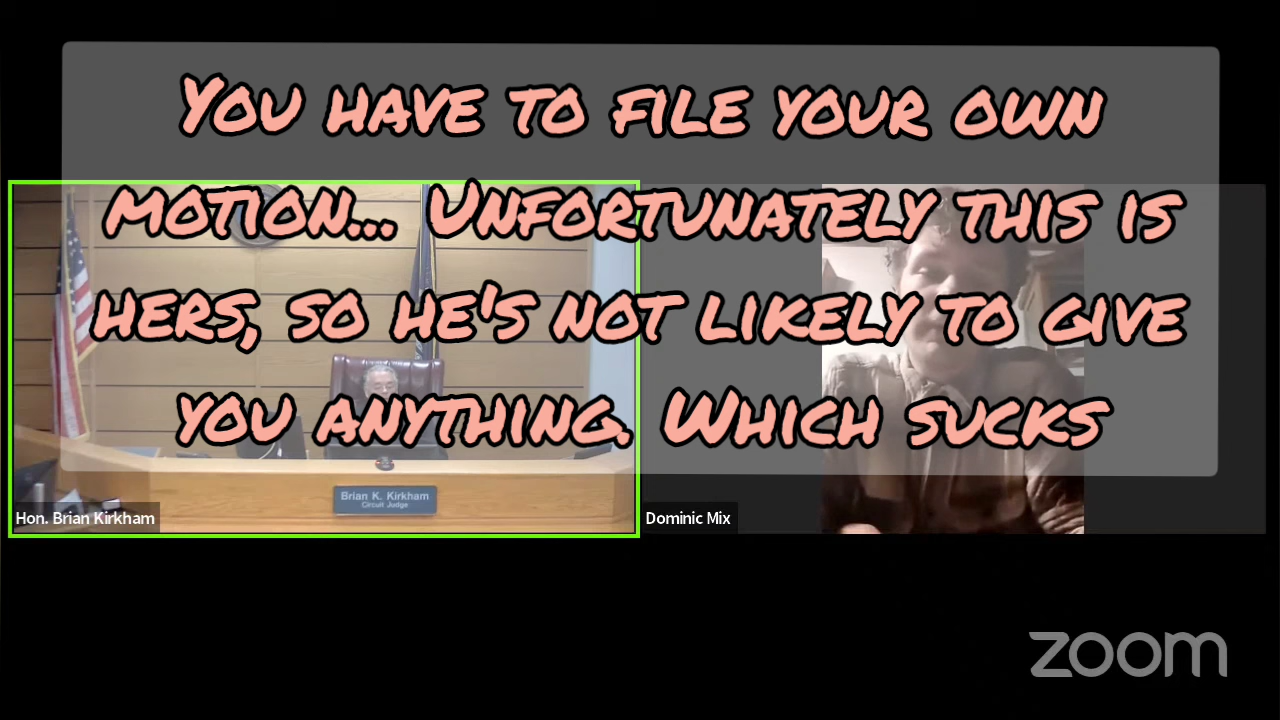 You have to file your own
motion... Unfortunately this is
hers, so he's not likely to give
you anything. Which sucks
Brian K. Kirkham
Circuit Judge
Hon. Brian Kirkham
Dominic Mix
zoom